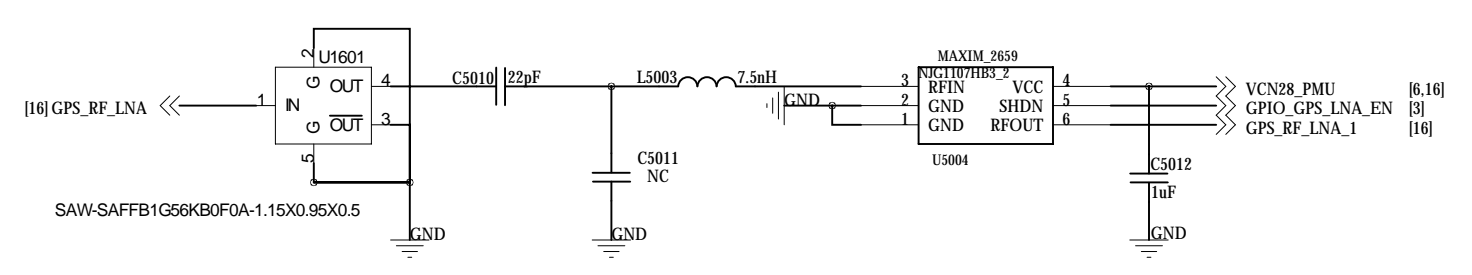 [16] GPS_RF_LNA
1
IN
2
G
U1601
OUT
4
OUT
3
G
5
SAW-SAFFB1G56KB0F0A-1.15X0.95X0.5
GND
C5010
22pF
C5011
NC
GND
L5003
7.5nH
GND
MAXIM_2659
NJG1107HB3_2
3 RFIN VCC 4
2 GND SHDN 5
1 GND RFOUT 6
U5004
VCN28_PMU [6,16]
GPIO_GPS_LNA_EN [3]
GPS_RF_LNA_1 [16]
C5012
1uF
GND